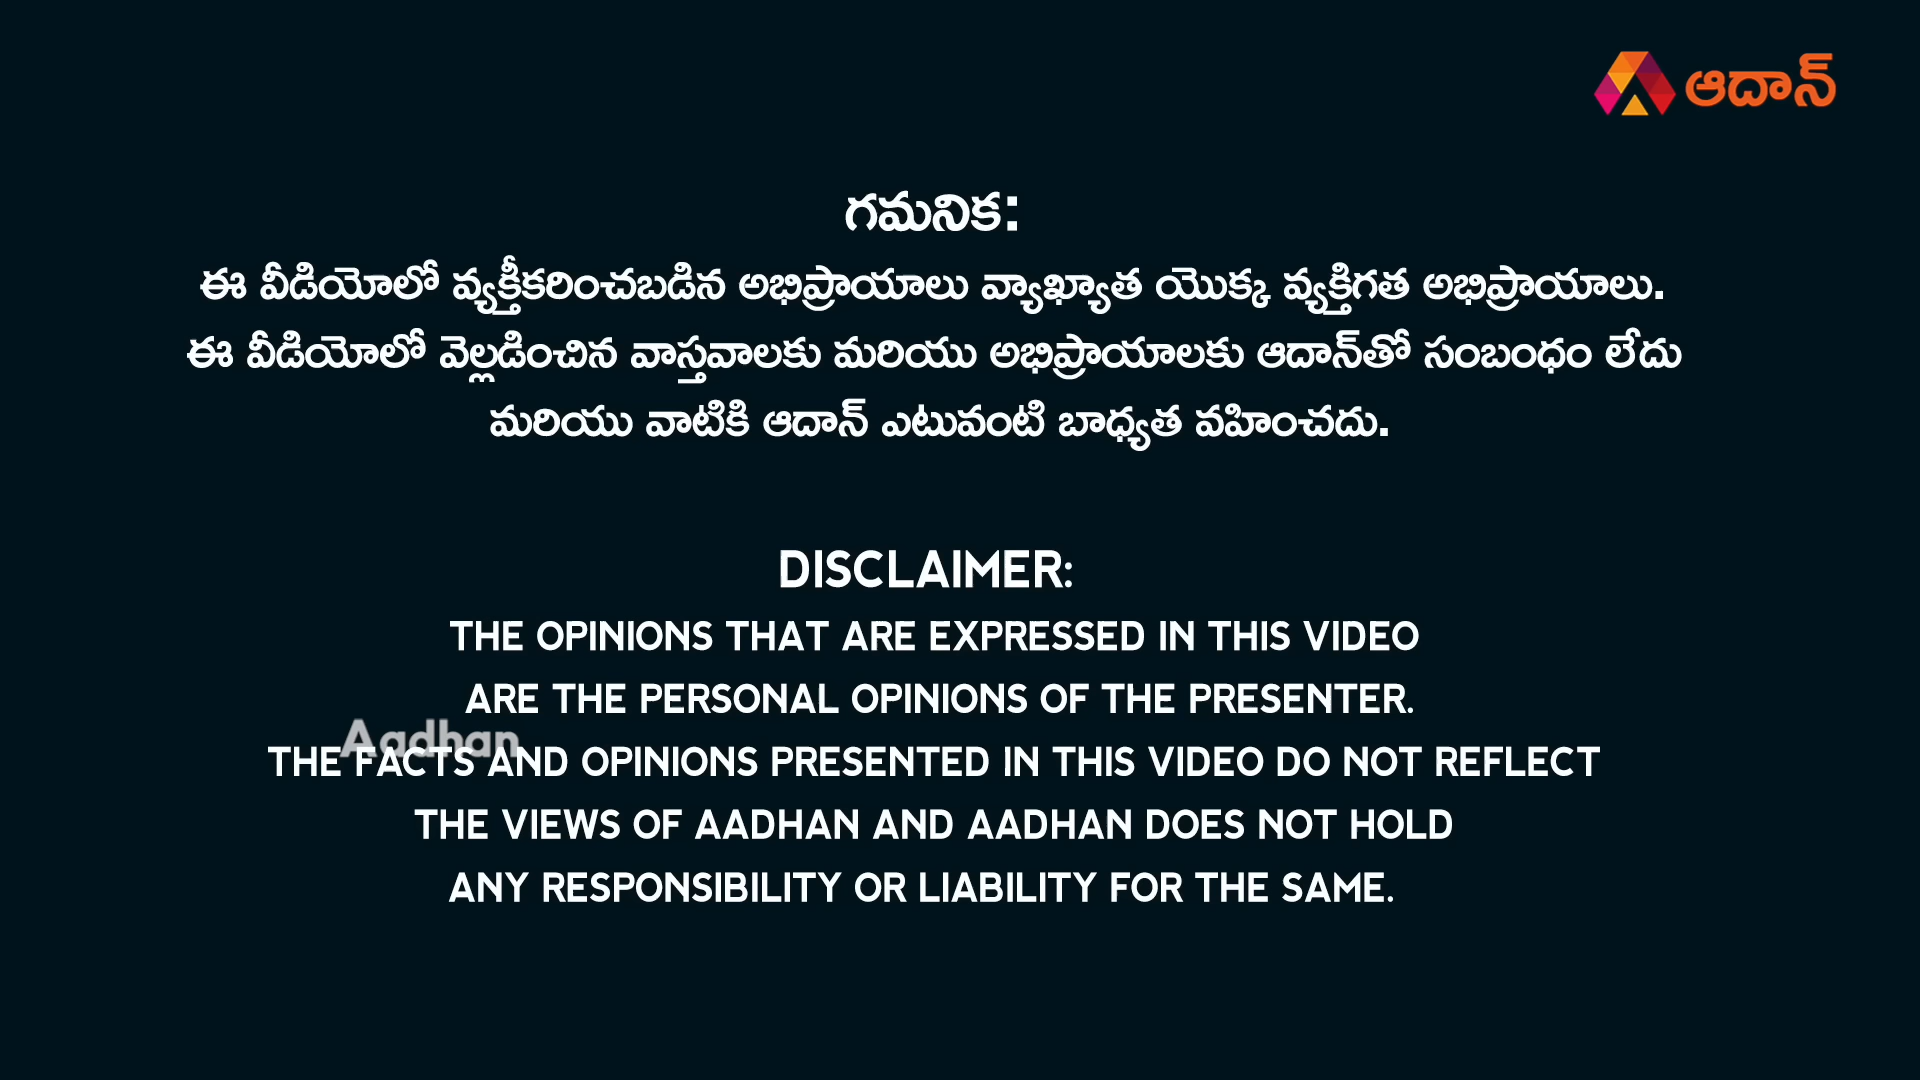 ఆదాన్
గమనిక:
ఈ వీడియోలో వ్యక్తీకరించబడిన అభిప్రాయాలు వ్యాఖ్యాత యొక్క వ్యక్తిగత అభిప్రాయాలు.
ఈ వీడియోలో వెల్లడించిన వాస్తవాలకు మరియు అభిప్రాయాలకు ఆదాన్‌తో సంబంధం లేదు
మరియు వాటికి ఆదాన్ ఎటువంటి బాధ్యత వహించదు.
DISCLAIMER:
THE OPINIONS THAT ARE EXPRESSED IN THIS VIDEO
ARE THE PERSONAL OPINIONS OF THE PRESENTER.
Aadhan
THE FACTS AND OPINIONS PRESENTED IN THIS VIDEO DO NOT REFLECT
THE VIEWS OF AADHAN AND AADHAN DOES NOT HOLD
ANY RESPONSIBILITY OR LIABILITY FOR THE SAME.